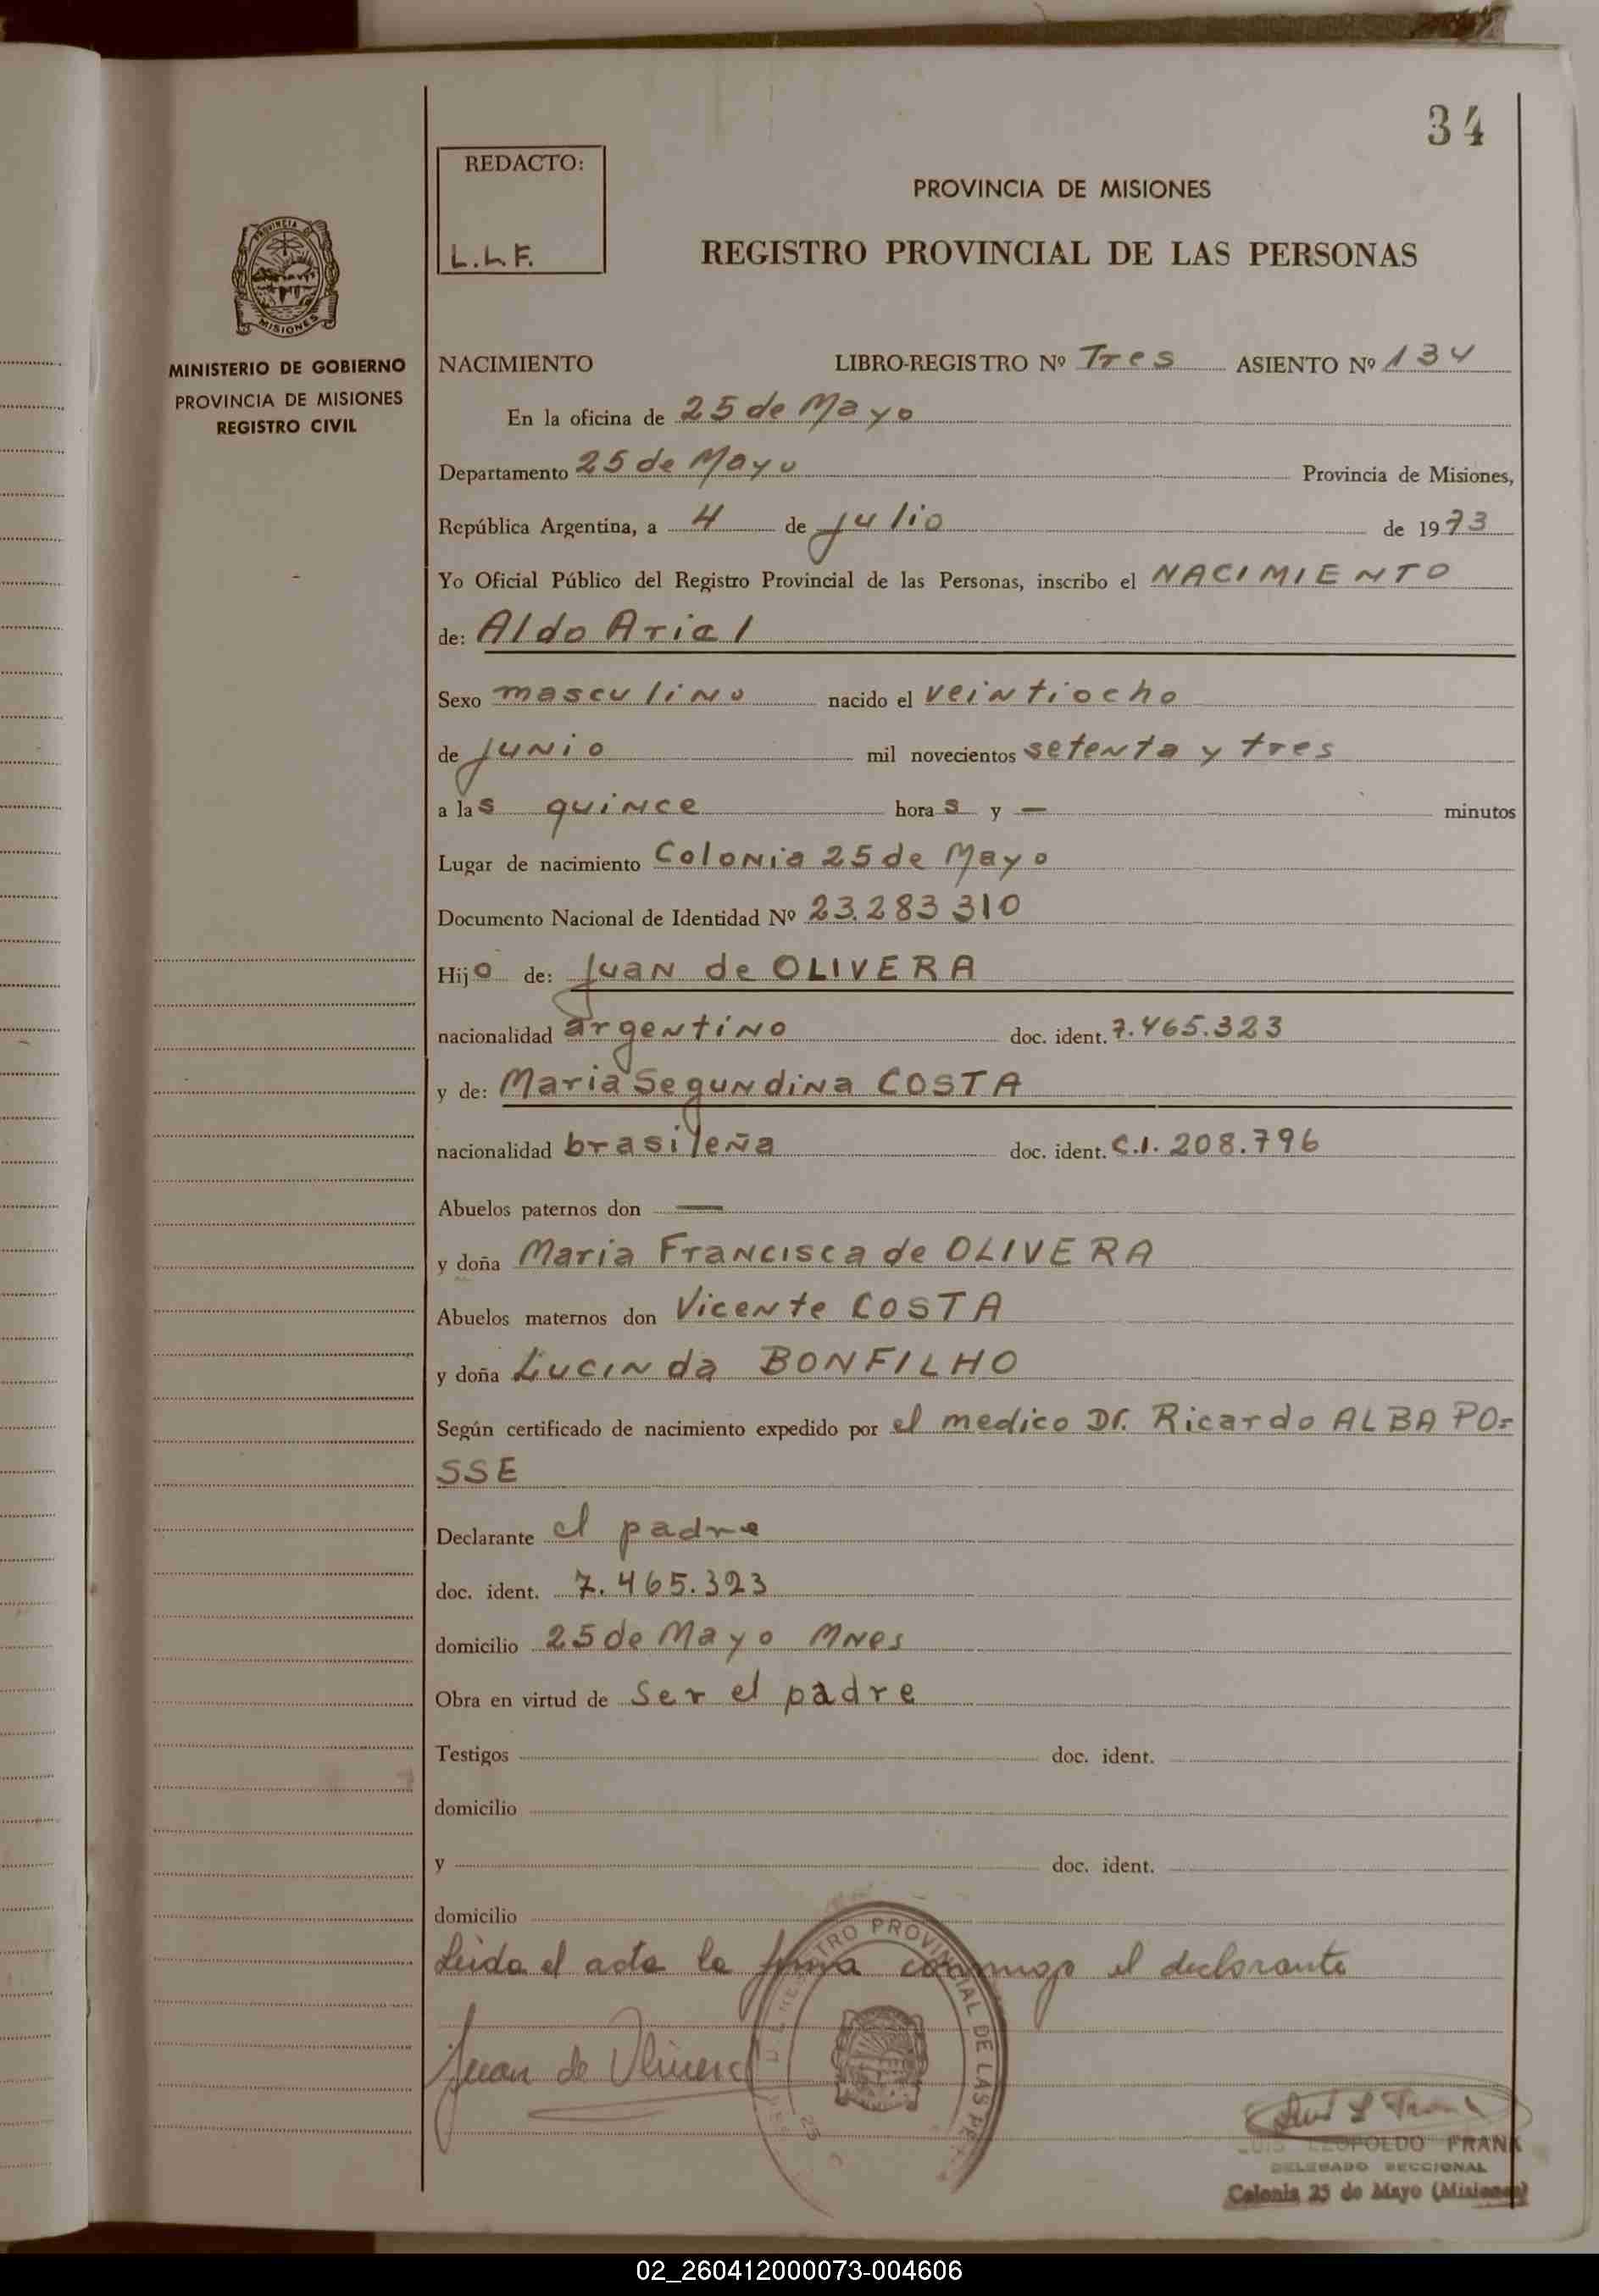 34
REDACTO:
L.L.F.
PROVINCIA DE MISIONES
REGISTRO PROVINCIAL DE LAS PERSONAS
PROVINCIA D
MISIONES
MINISTERIO DE GOBIERNO
PROVINCIA DE MISIONES
REGISTRO CIVIL
NACIMIENTO LIBRO-REGISTRO Nº Tres ASIENTO Nº 134
En la oficina de 25 de Mayo
Departamento 25 de Mayo Provincia de Misiones,
República Argentina, a 4 de julio de 1973
Yo Oficial Público del Registro Provincial de las Personas, inscribo el NACIMIENTO
de: Aldo Ariel
Sexo masculino nacido el veintiocho
de junio mil novecientos setenta y tres
a las quince horas y — minutos
Lugar de nacimiento Colonia 25 de Mayo
Documento Nacional de Identidad Nº 23.283310
Hijo de: Juan de OLIVERA
nacionalidad argentino doc. ident. 7.465.323
y de: Maria Segundina COSTA
nacionalidad brasileña doc. ident. C.I. 208.796
Abuelos paternos don —
y doña Maria Francisca de OLIVERA
Abuelos maternos don Vicente COSTA
y doña Lucinda BONFILHO
Según certificado de nacimiento expedido por el medico Dr. Ricardo ALBA PO=
SSE
Declarante el padre
doc. ident. 7.465.323
domicilio 25 de Mayo Mnes
Obra en virtud de ser el padre
Testigos doc. ident.
domicilio
y doc. ident.
domicilio
Leida el acta la firma conmigo el declarante
REGISTRO PROVINCIAL DE LAS PE
Juan de Olivera
LUIS LEOPOLDO FRANK
DELEGADO SECCIONAL
Colonia 25 de Mayo (Misiones)
02_260412000073-004606